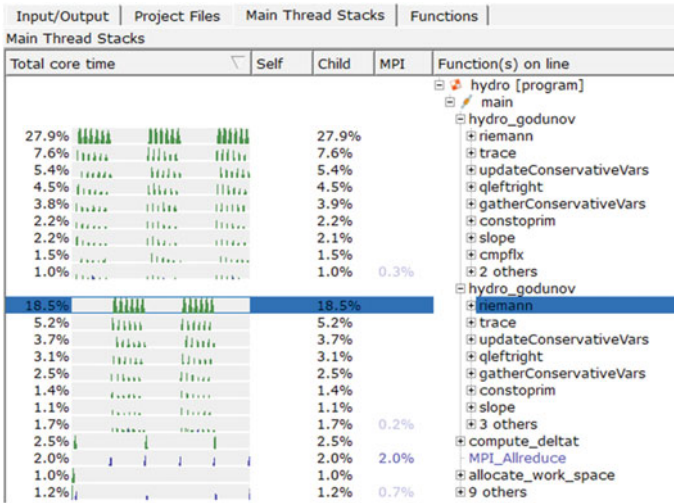 Input/Output Project Files Main Thread Stacks Functions
Main Thread Stacks
Total core time Self Child MPI Function(s) on line
hydro [program]
main
hydro_godunov
27.9% 27.9% riemann
7.6% 7.6% trace
5.4% 5.4% updateConservativeVars
4.5% 4.5% qleftright
3.8% 3.9% gatherConservativeVars
2.2% 2.2% constoprim
2.2% 2.1% slope
1.5% 1.5% cmpflx
1.0% 1.0% 0.3% 2 others
hydro_godunov
18.5% 18.5% riemann
5.2% 5.2% trace
3.7% 3.7% updateConservativeVars
3.1% 3.1% qleftright
2.5% 2.5% gatherConservativeVars
1.4% 1.4% constoprim
1.1% 1.1% slope
1.7% 1.7% 0.2% 3 others
2.5% 2.5% compute_deltat
2.0% 2.0% 2.0% MPI_Allreduce
1.0% 1.0% allocate_work_space
1.2% 1.2% 0.7% 9 others